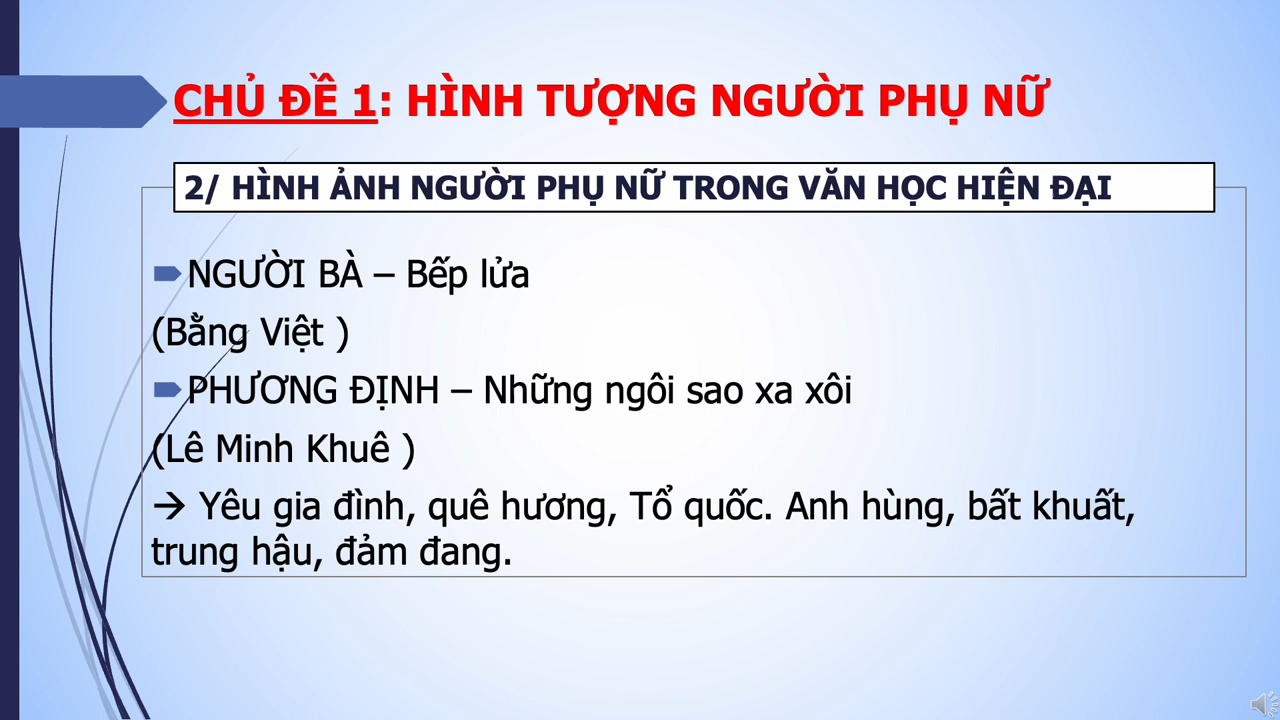 CHỦ ĐỀ 1: HÌNH TƯỢNG NGƯỜI PHỤ NỮ
2/ HÌNH ẢNH NGƯỜI PHỤ NỮ TRONG VĂN HỌC HIỆN ĐẠI
NGƯỜI BÀ – Bếp lửa
(Bằng Việt )
PHƯƠNG ĐỊNH – Những ngôi sao xa xôi
(Lê Minh Khuê )
→ Yêu gia đình, quê hương, Tổ quốc. Anh hùng, bất khuất,
trung hậu, đảm đang.